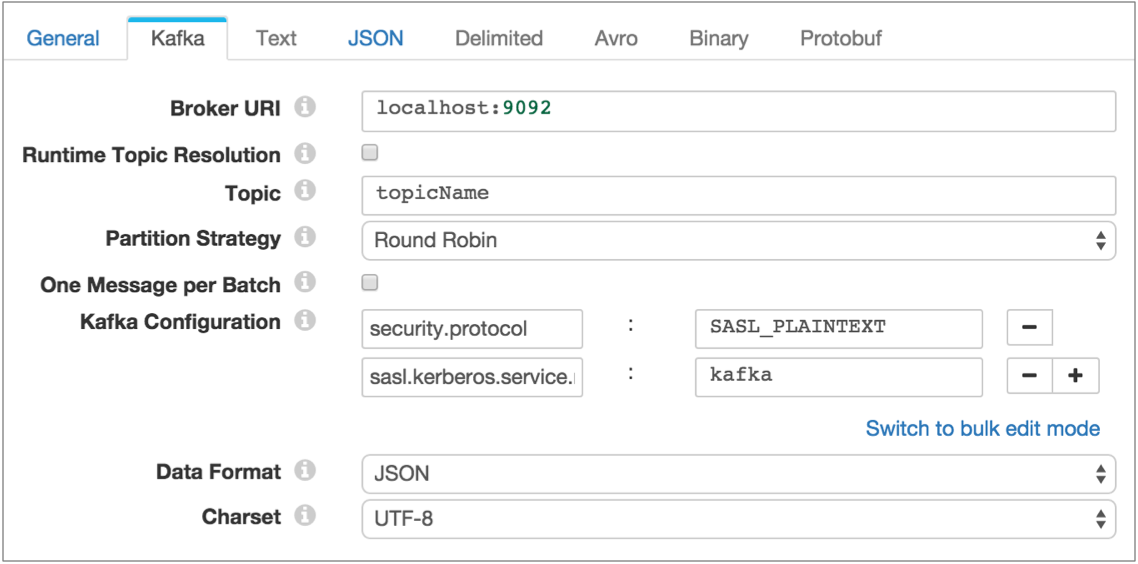 General Kafka Text JSON Delimited Avro Binary Protobuf
Broker URI localhost:9092
Runtime Topic Resolution
Topic topicName
Partition Strategy Round Robin
One Message per Batch
Kafka Configuration security.protocol : SASL_PLAINTEXT
sasl.kerberos.service. : kafka
Switch to bulk edit mode
Data Format JSON
Charset UTF-8